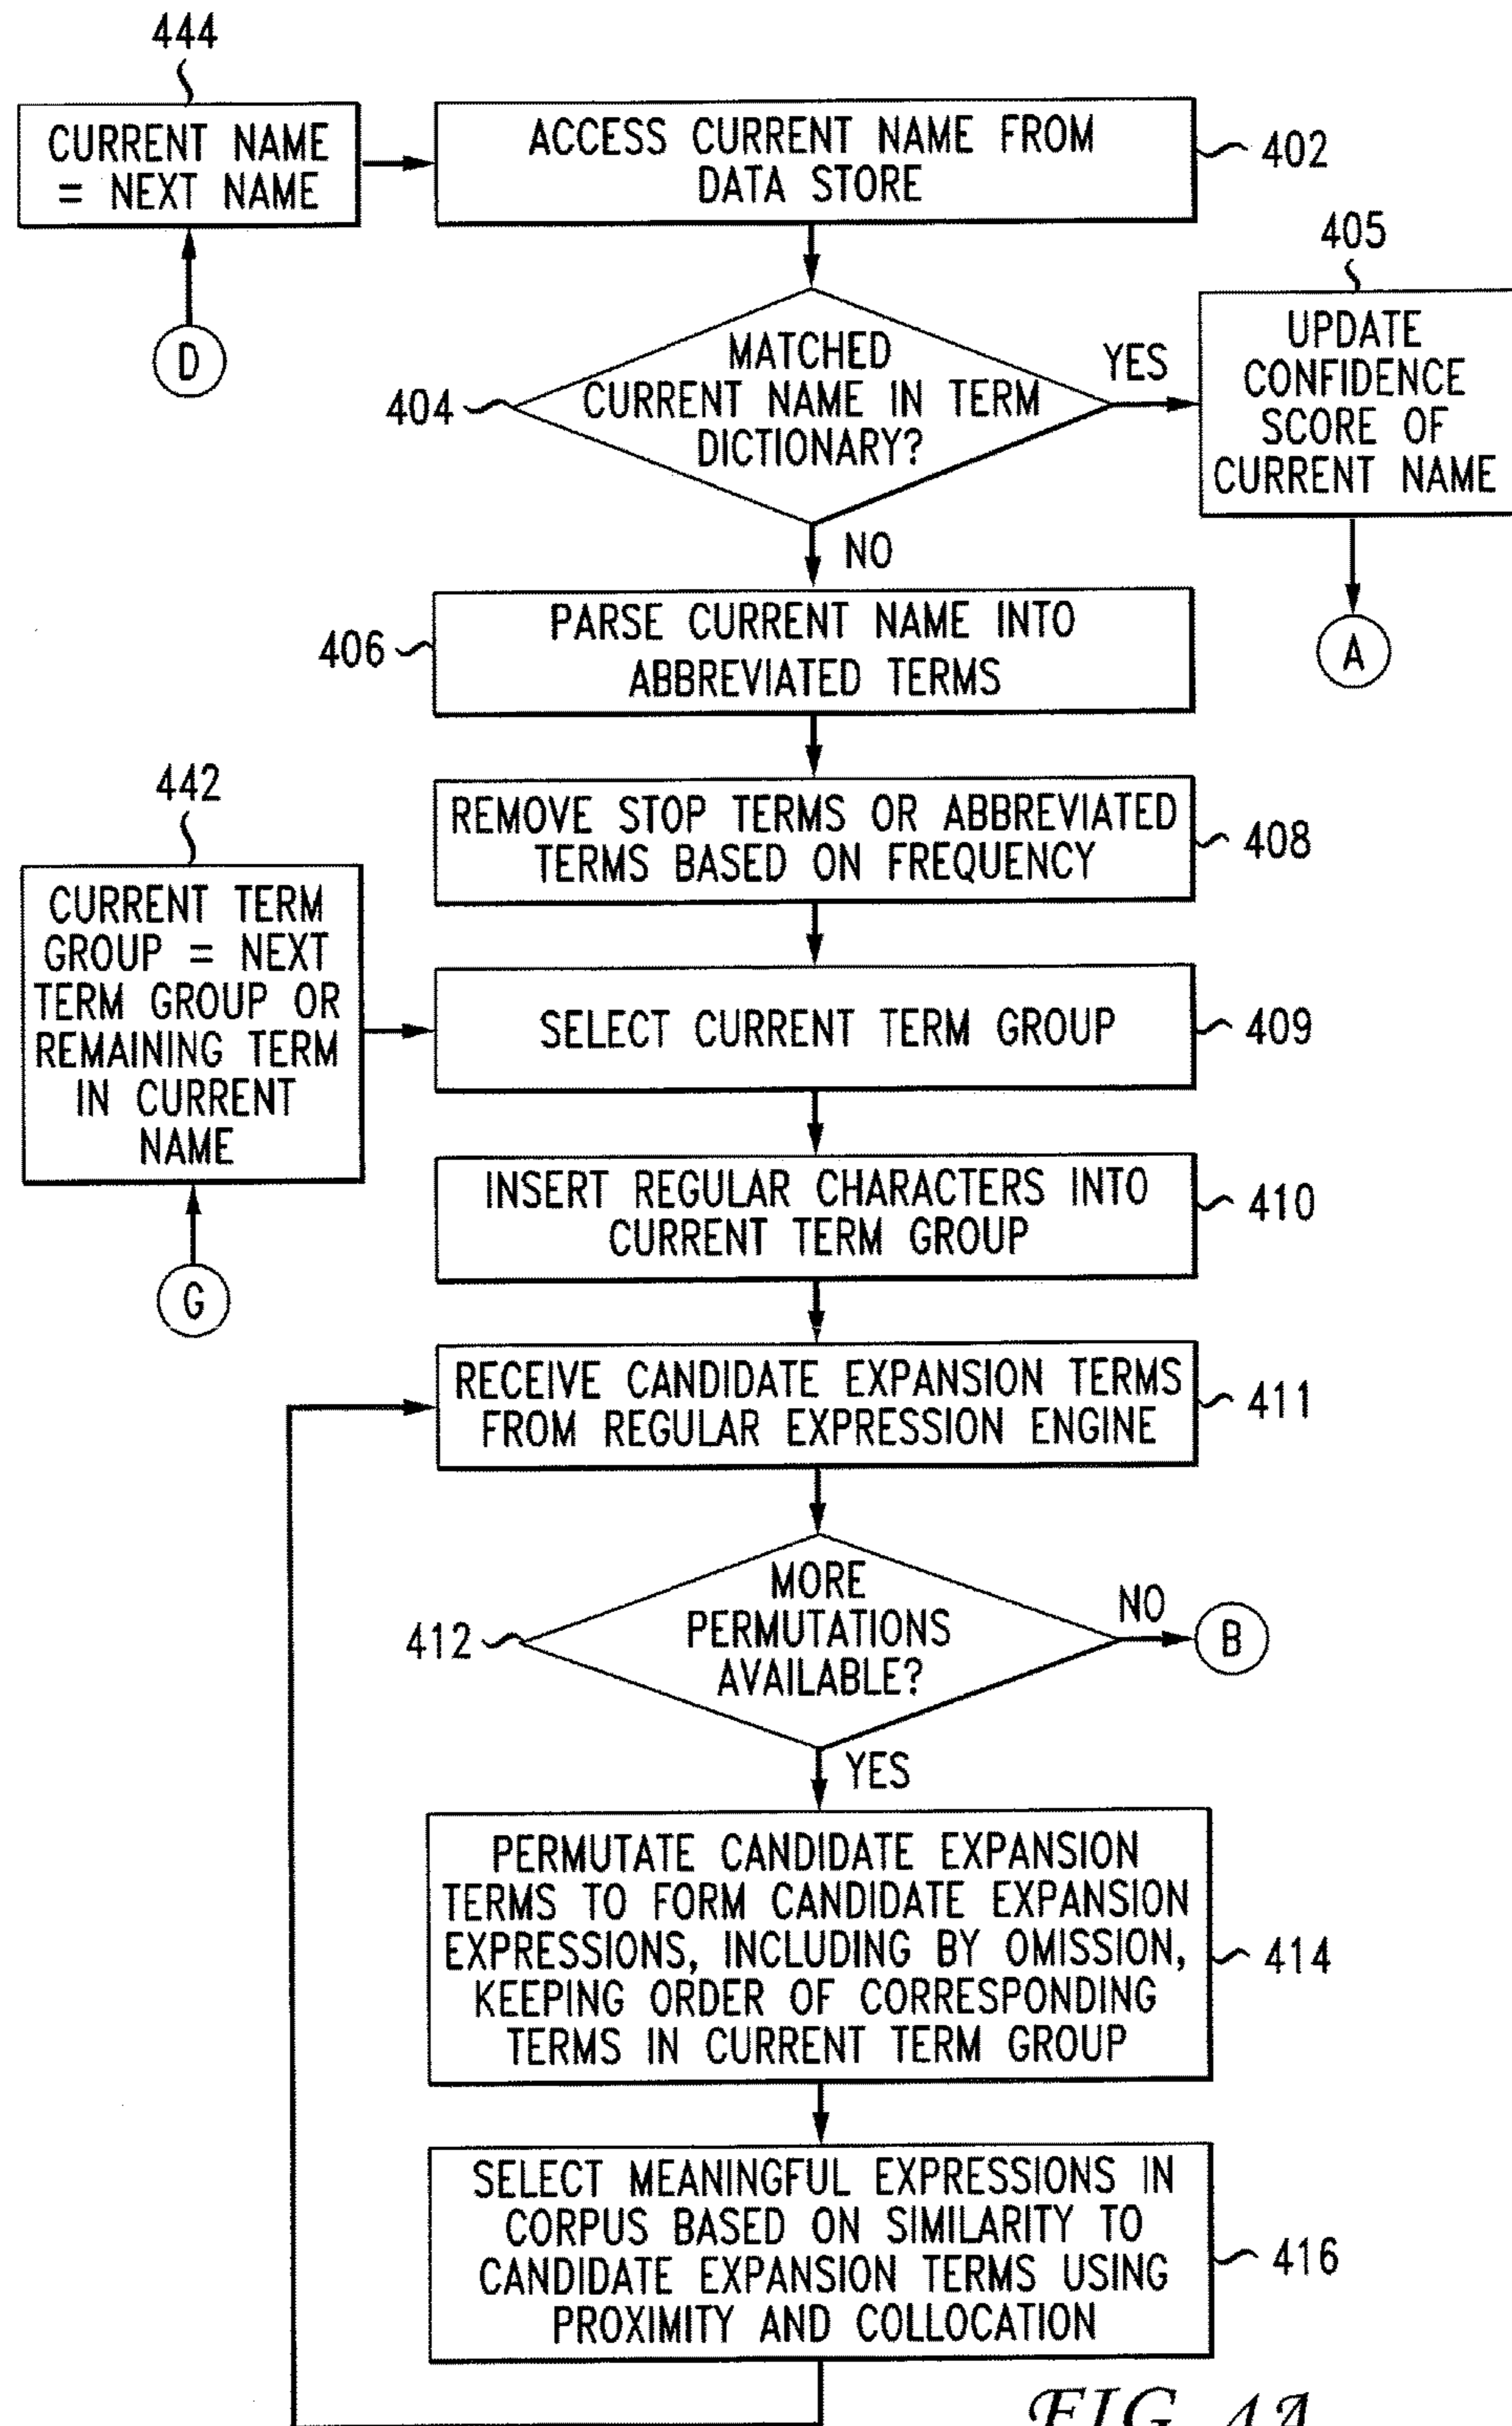 444
CURRENT NAME
= NEXT NAME
ACCESS CURRENT NAME FROM
DATA STORE
402
405
D
404
MATCHED
CURRENT NAME IN TERM
DICTIONARY?
YES
UPDATE
CONFIDENCE
SCORE OF
CURRENT NAME
NO
A
406
PARSE CURRENT NAME INTO
ABBREVIATED TERMS
442
REMOVE STOP TERMS OR ABBREVIATED
TERMS BASED ON FREQUENCY
408
CURRENT TERM
GROUP = NEXT
TERM GROUP OR
REMAINING TERM
IN CURRENT
NAME
SELECT CURRENT TERM GROUP
409
INSERT REGULAR CHARACTERS INTO
CURRENT TERM GROUP
410
G
RECEIVE CANDIDATE EXPANSION TERMS
FROM REGULAR EXPRESSION ENGINE
411
412
MORE
PERMUTATIONS
AVAILABLE?
NO
B
YES
PERMUTATE CANDIDATE EXPANSION
TERMS TO FORM CANDIDATE EXPANSION
EXPRESSIONS, INCLUDING BY OMISSION,
KEEPING ORDER OF CORRESPONDING
TERMS IN CURRENT TERM GROUP
414
SELECT MEANINGFUL EXPRESSIONS IN
CORPUS BASED ON SIMILARITY TO
CANDIDATE EXPANSION TERMS USING
PROXIMITY AND COLLOCATION
416
FIG. 4A